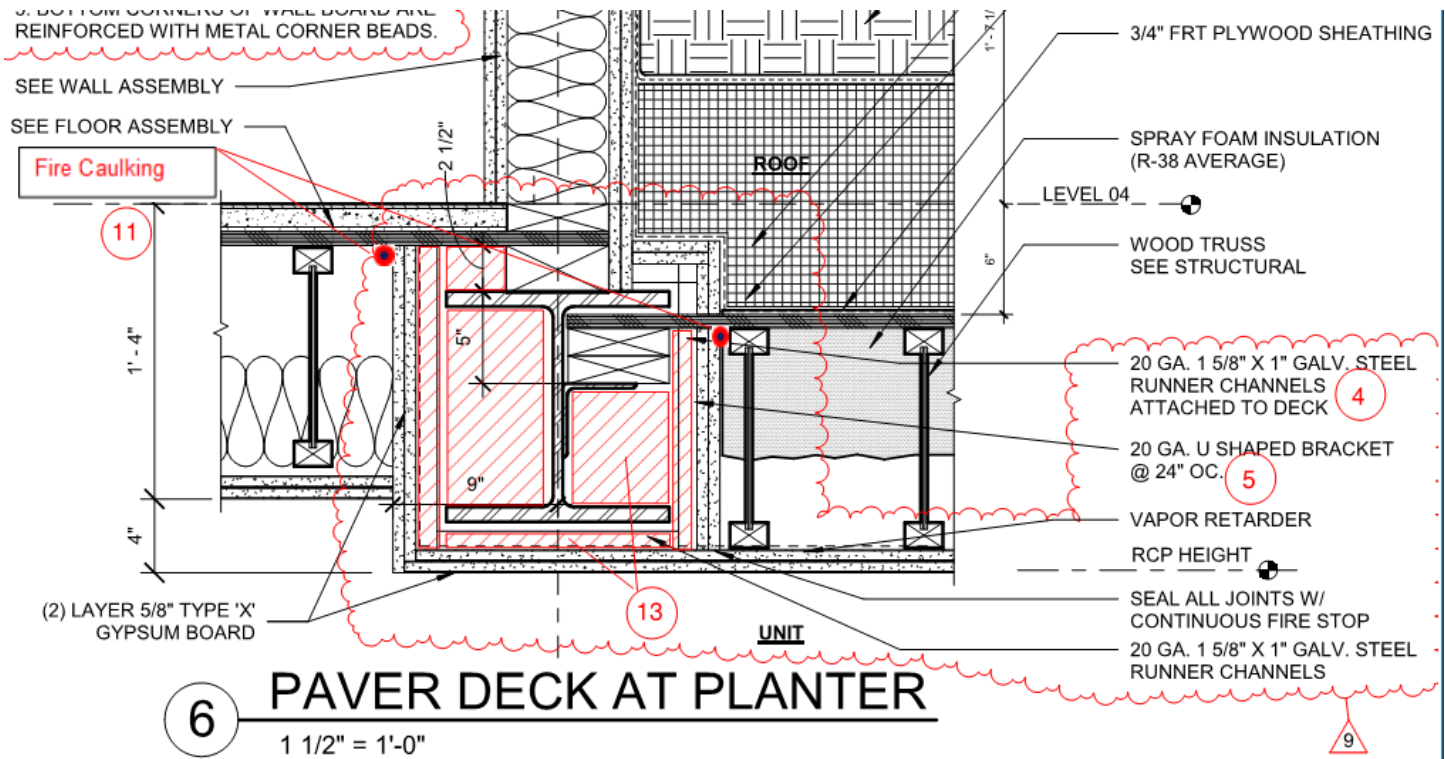 REINFORCED WITH METAL CORNER BEADS.
SEE WALL ASSEMBLY
SEE FLOOR ASSEMBLY
Fire Caulking
11
1' - 4"
4"
(2) LAYER 5/8" TYPE 'X'
GYPSUM BOARD
2 1/2"
5"
9"
ROOF
13
UNIT
LEVEL 04
6"
3/4" FRT PLYWOOD SHEATHING
SPRAY FOAM INSULATION
(R-38 AVERAGE)
WOOD TRUSS
SEE STRUCTURAL
20 GA. 1 5/8" X 1" GALV. STEEL
RUNNER CHANNELS
ATTACHED TO DECK
4
20 GA. U SHAPED BRACKET
@ 24" OC.
5
VAPOR RETARDER
RCP HEIGHT
SEAL ALL JOINTS W/
CONTINUOUS FIRE STOP
20 GA. 1 5/8" X 1" GALV. STEEL
RUNNER CHANNELS
9
6
PAVER DECK AT PLANTER
1 1/2" = 1'-0"